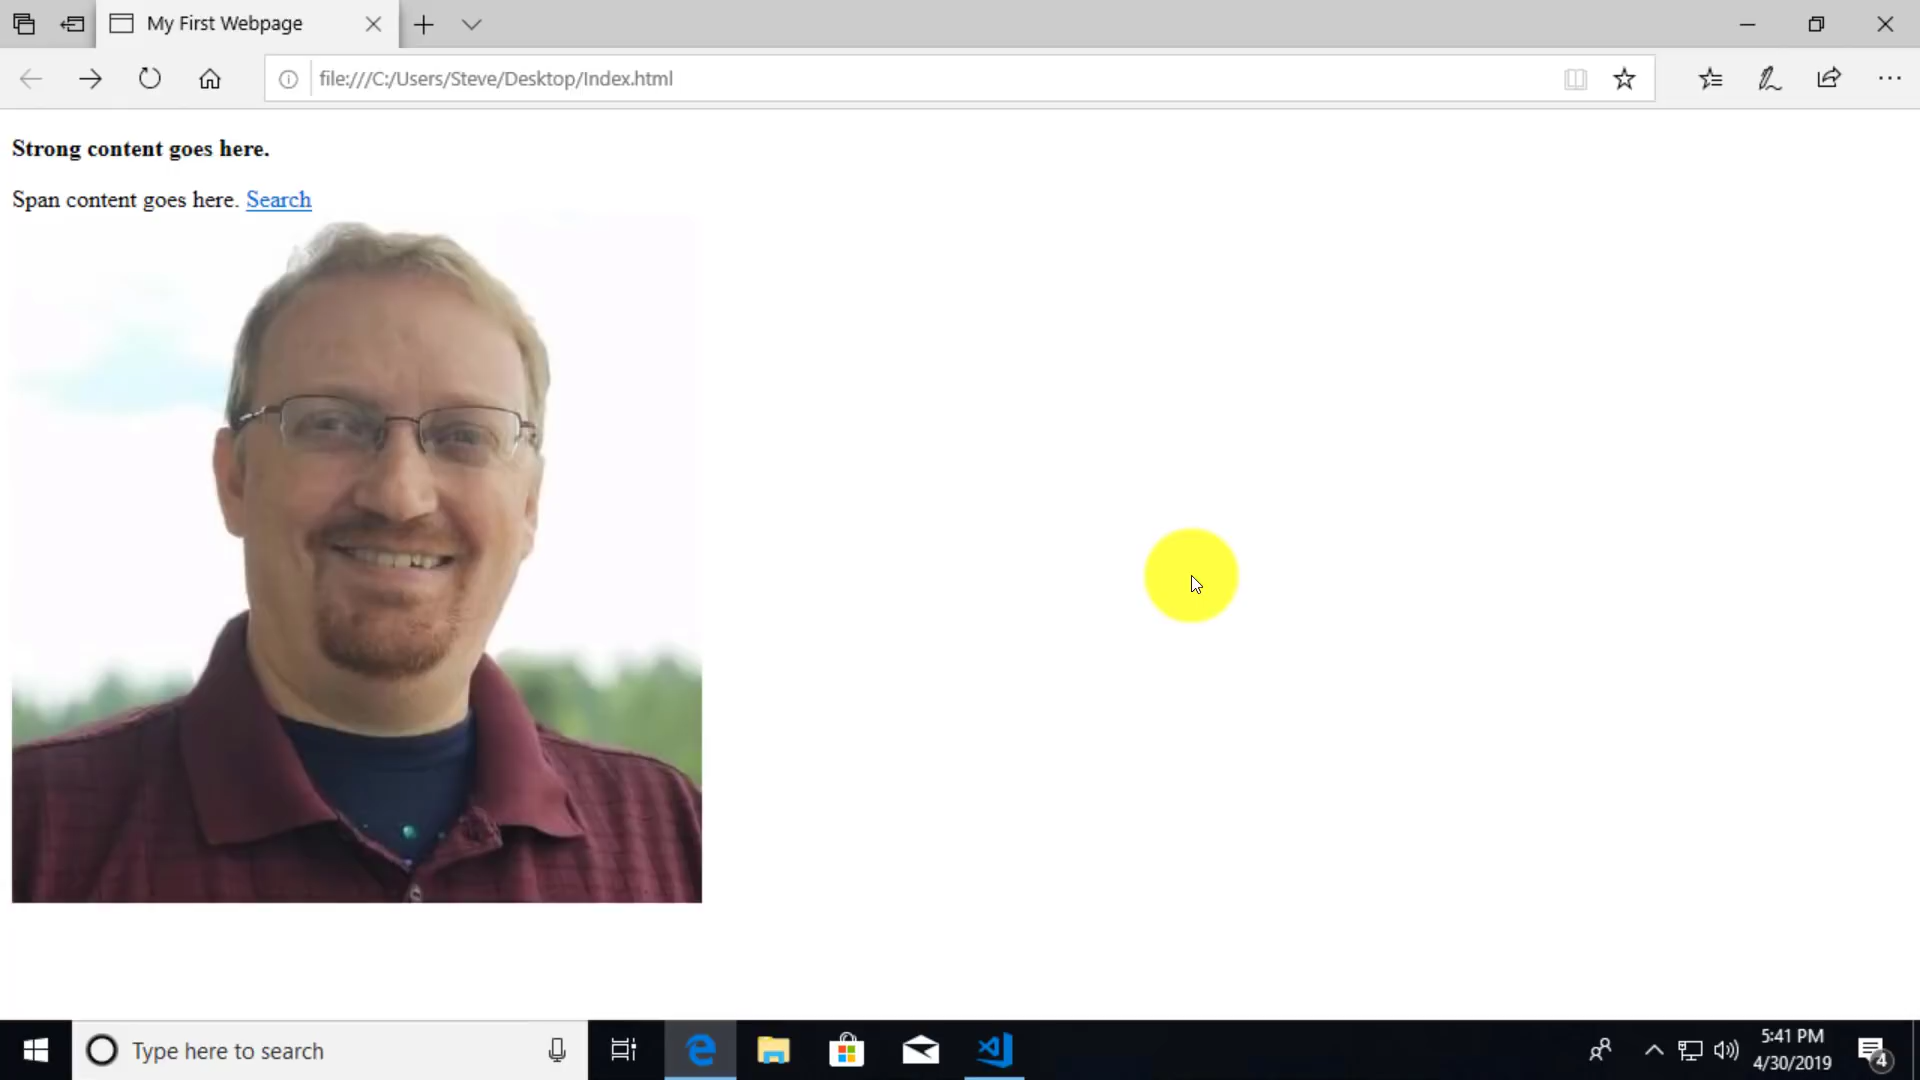 My First Webpage
file:///C:/Users/Steve/Desktop/Index.html
Strong content goes here.
Span content goes here. Search
Type here to search
5:41 PM
4/30/2019
4